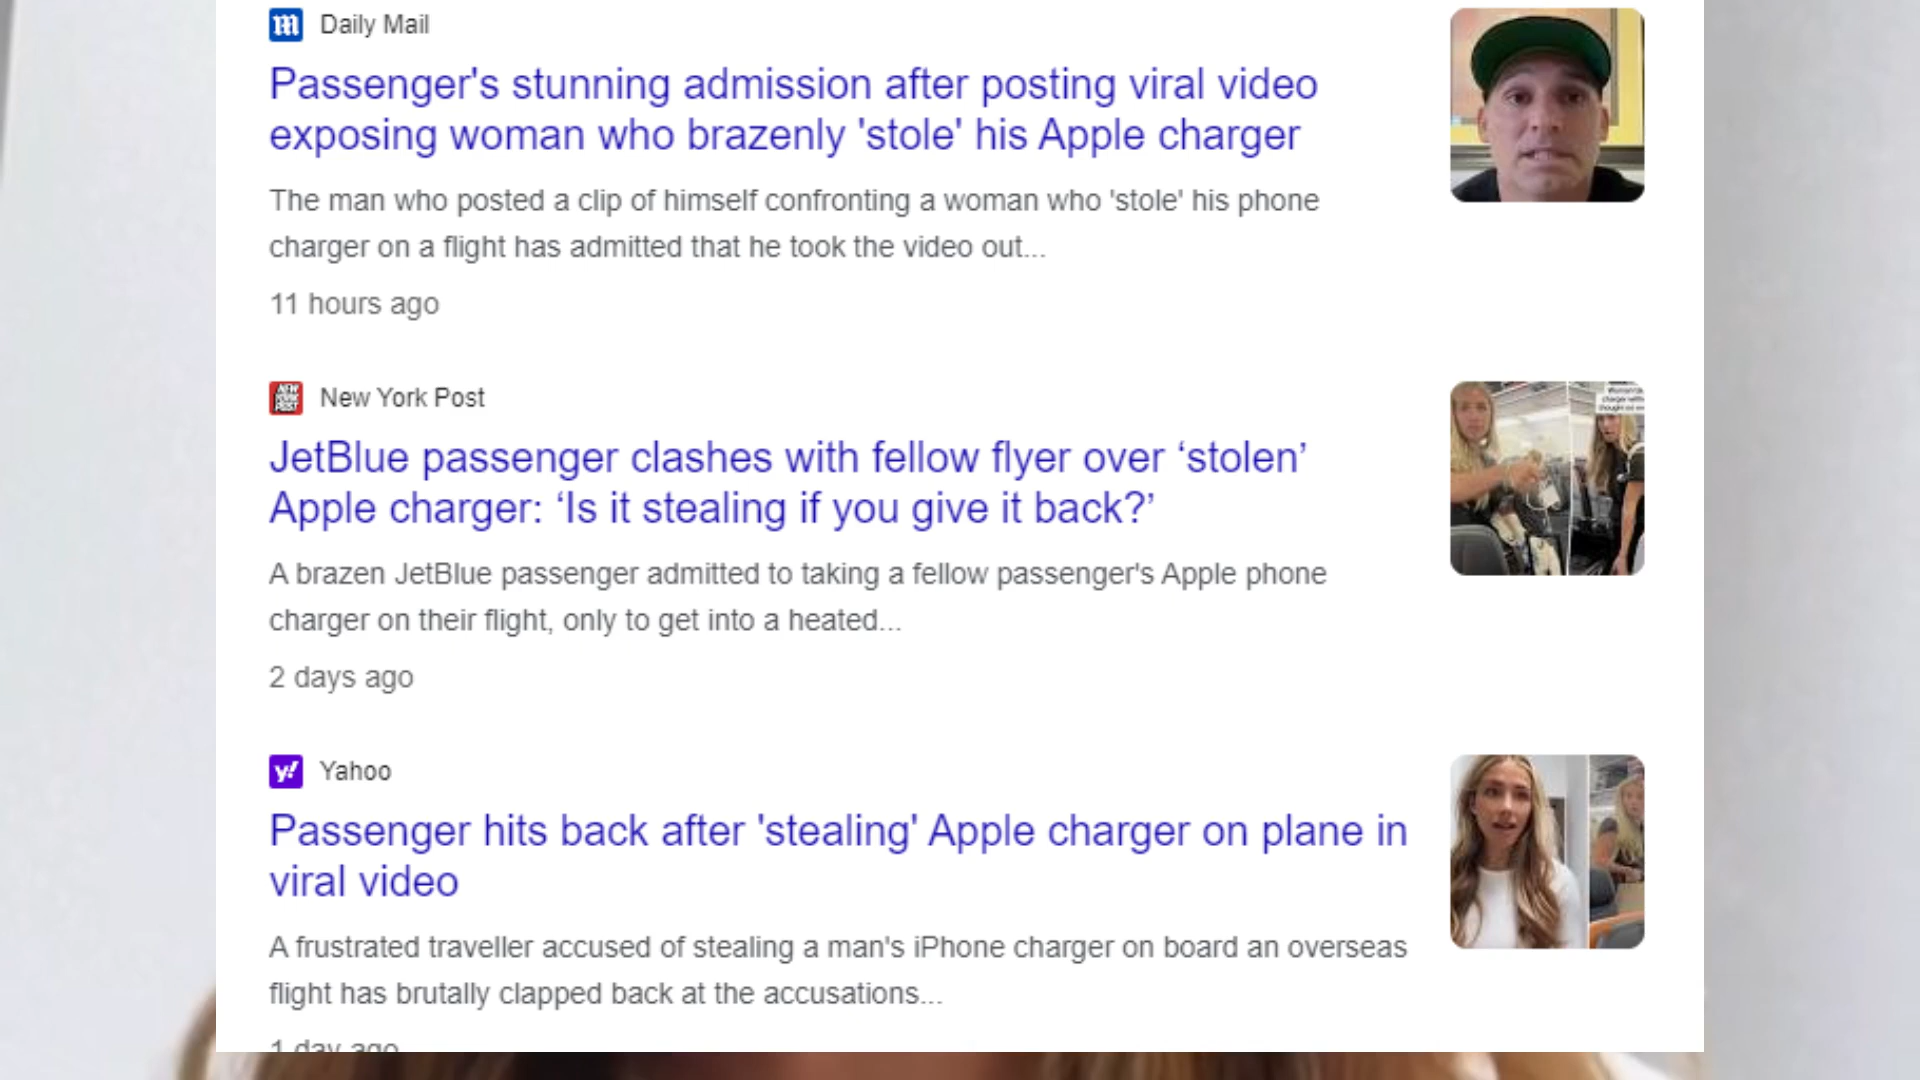 Daily Mail
Passenger's stunning admission after posting viral video
exposing woman who brazenly 'stole' his Apple charger
The man who posted a clip of himself confronting a woman who 'stole' his phone
charger on a flight has admitted that he took the video out...
11 hours ago
NEW YORK POST
New York Post
JetBlue passenger clashes with fellow flyer over ‘stolen’
Apple charger: ‘Is it stealing if you give it back?’
A brazen JetBlue passenger admitted to taking a fellow passenger's Apple phone
charger on their flight, only to get into a heated...
2 days ago
y!
Yahoo
Passenger hits back after 'stealing' Apple charger on plane in
viral video
A frustrated traveller accused of stealing a man's iPhone charger on board an overseas
flight has brutally clapped back at the accusations...
1 day ago